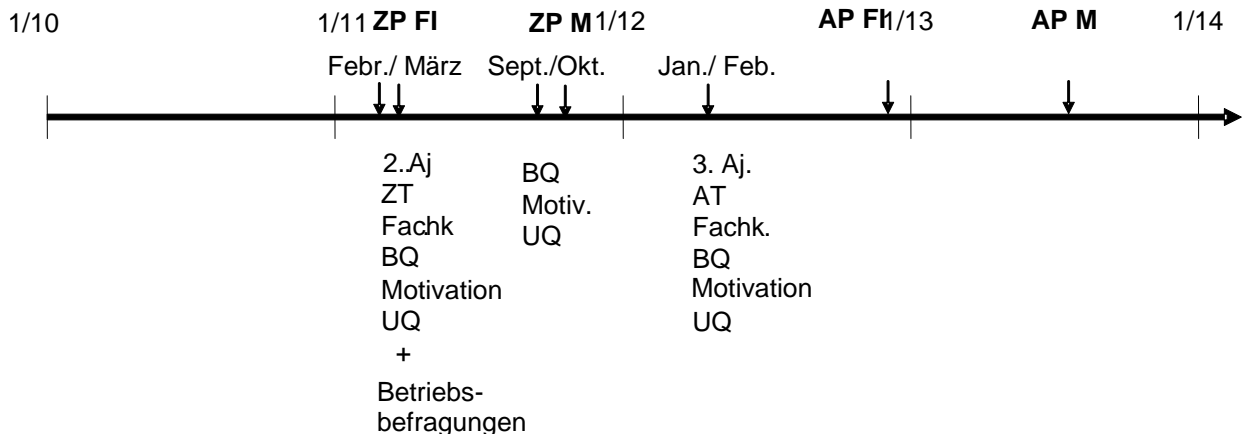 1/10 1/11 ZP FI ZP M 1/12 AP FI 1/13 AP M 1/14
Febr./ März Sept./Okt. Jan./ Feb.
2..Aj
ZT
Fachk
BQ
Motivation
UQ
+
Betriebs-
befragungen
BQ
Motiv.
UQ
3. Aj.
AT
Fachk.
BQ
Motivation
UQ